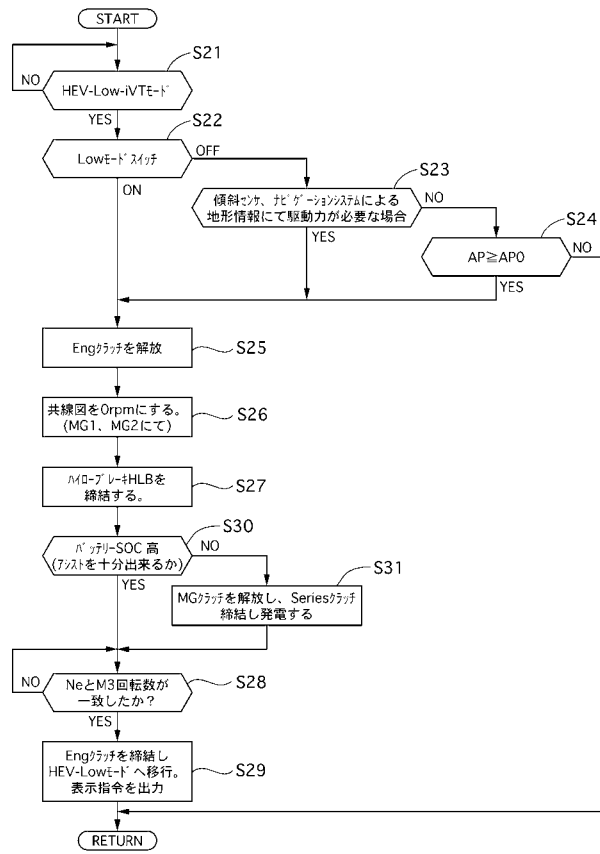 START
S21
HEV-Low-iVTﾓｰﾄﾞ
NO
YES
S22
Lowﾓｰﾄﾞｽｲｯﾁ
OFF
ON
S23
傾斜ｾﾝｻ、ﾅﾋﾞｹﾞｰｼｮﾝｼｽﾃﾑによる
地形情報にて駆動力が必要な場合
NO
YES
S24
AP≧APO
NO
YES
Engｸﾗｯﾁを解放
S25
共線図を0rpmにする。
(MG1、MG2にて)
S26
ﾊｲﾛｰﾌﾞﾚｰｷHLBを
締結する。
S27
S30
ﾊﾞｯﾃﾘｰSOC 高
(ｱｼｽﾄを十分出来るか)
NO
YES
S31
MGｸﾗｯﾁを解放し、Seriesｸﾗｯﾁ
締結し発電する
NeとM3回転数が
一致したか？
NO
S28
YES
Engｸﾗｯﾁを締結し
HEV-Lowﾓｰﾄﾞへ移行。
表示指令を出力
S29
RETURN